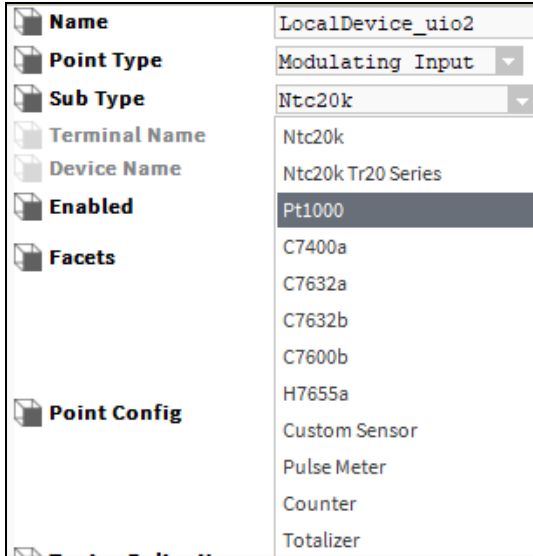 Name LocalDevice_uio2
Point Type Modulating Input
Sub Type Ntc20k
Terminal Name
Ntc20k
Device Name
Ntc20k Tr20 Series
Enabled
Pt1000
Facets
C7400a
C7632a
C7632b
C7600b
H7655a
Point Config
Custom Sensor
Pulse Meter
Counter
Totalizer